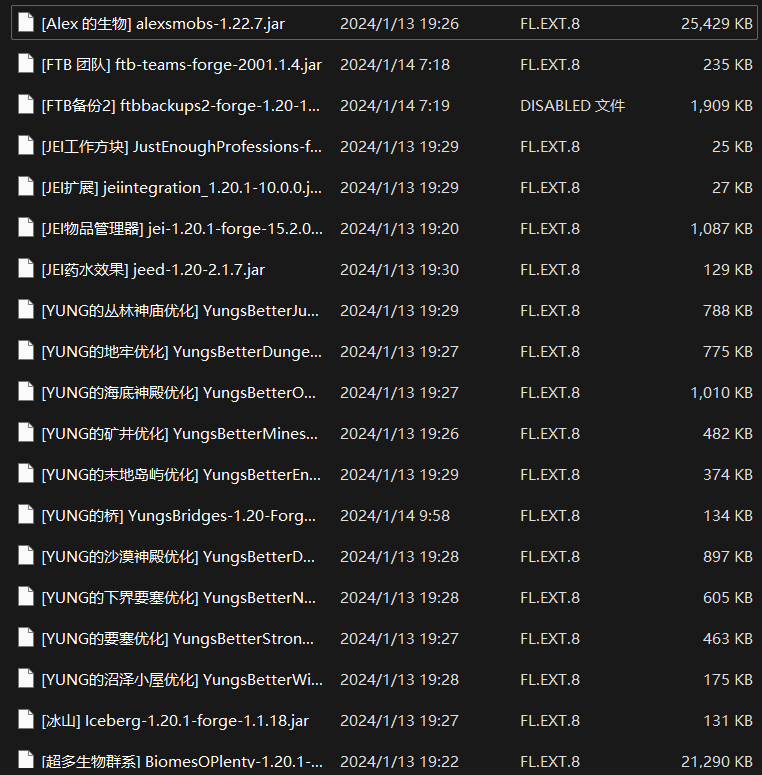 [Alex 的生物] alexsmobs-1.22.7.jar 2024/1/13 19:26 FL.EXT.8 25,429 KB
[FTB 团队] ftb-teams-forge-2001.1.4.jar 2024/1/14 7:18 FL.EXT.8 235 KB
[FTB备份2] ftbbackups2-forge-1.20-1... 2024/1/14 7:19 DISABLED 文件 1,909 KB
[JEI工作方块] JustEnoughProfessions-f... 2024/1/13 19:29 FL.EXT.8 25 KB
[JEI扩展] jeiintegration_1.20.1-10.0.0.j... 2024/1/13 19:29 FL.EXT.8 27 KB
[JEI物品管理器] jei-1.20.1-forge-15.2.0... 2024/1/13 19:20 FL.EXT.8 1,087 KB
[JEI药水效果] jeed-1.20-2.1.7.jar 2024/1/13 19:30 FL.EXT.8 129 KB
[YUNG的丛林神庙优化] YungsBetterJu... 2024/1/13 19:29 FL.EXT.8 788 KB
[YUNG的地牢优化] YungsBetterDunge... 2024/1/13 19:27 FL.EXT.8 775 KB
[YUNG的海底神殿优化] YungsBetterO... 2024/1/13 19:27 FL.EXT.8 1,010 KB
[YUNG的矿井优化] YungsBetterMines... 2024/1/13 19:26 FL.EXT.8 482 KB
[YUNG的末地岛屿优化] YungsBetterEn... 2024/1/13 19:29 FL.EXT.8 374 KB
[YUNG的桥] YungsBridges-1.20-Forg... 2024/1/14 9:58 FL.EXT.8 134 KB
[YUNG的沙漠神殿优化] YungsBetterD... 2024/1/13 19:28 FL.EXT.8 897 KB
[YUNG的下界要塞优化] YungsBetterN... 2024/1/13 19:28 FL.EXT.8 605 KB
[YUNG的要塞优化] YungsBetterStron... 2024/1/13 19:27 FL.EXT.8 463 KB
[YUNG的沼泽小屋优化] YungsBetterWi... 2024/1/13 19:28 FL.EXT.8 175 KB
[冰山] Iceberg-1.20.1-forge-1.1.18.jar 2024/1/13 19:27 FL.EXT.8 131 KB
[超多生物群系] BiomesOPlenty-1.20.1-... 2024/1/13 19:22 FL.EXT.8 21,290 KB